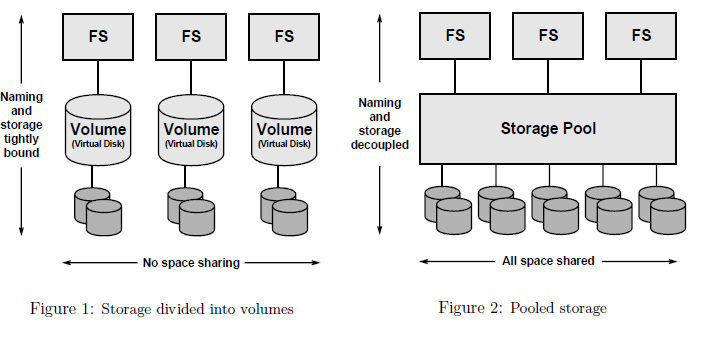 FS
FS
FS
Naming
and
storage
tightly
bound
Volume
(Virtual Disk)
Volume
(Virtual Disk)
Volume
(Virtual Disk)
No space sharing
Figure 1: Storage divided into volumes
FS
FS
FS
Naming
and
storage
decoupled
Storage Pool
All space shared
Figure 2: Pooled storage